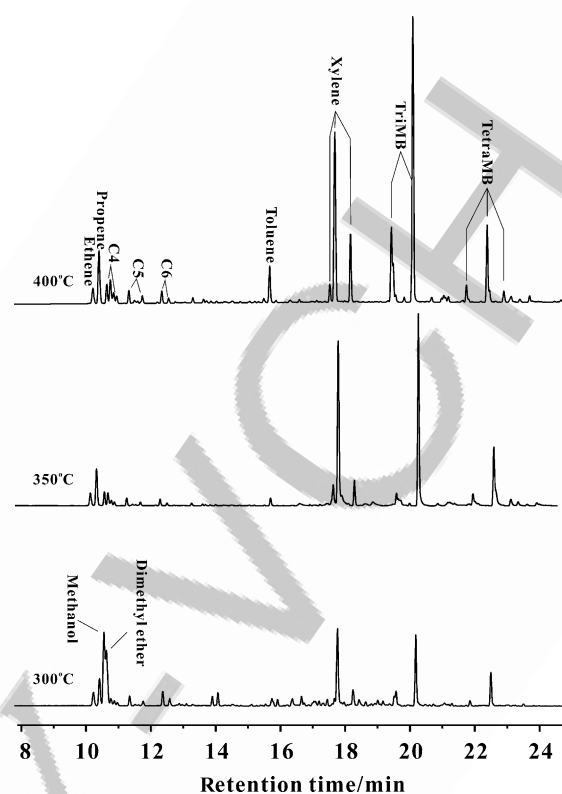 Xylene
TriMB
TetraMB
Propene
Ethene
C4
C5
C6
Toluene
400°C
350°C
Methanol
Dimethyl ether
300°C
8 10 12 14 16 18 20 22 24
Retention time/min